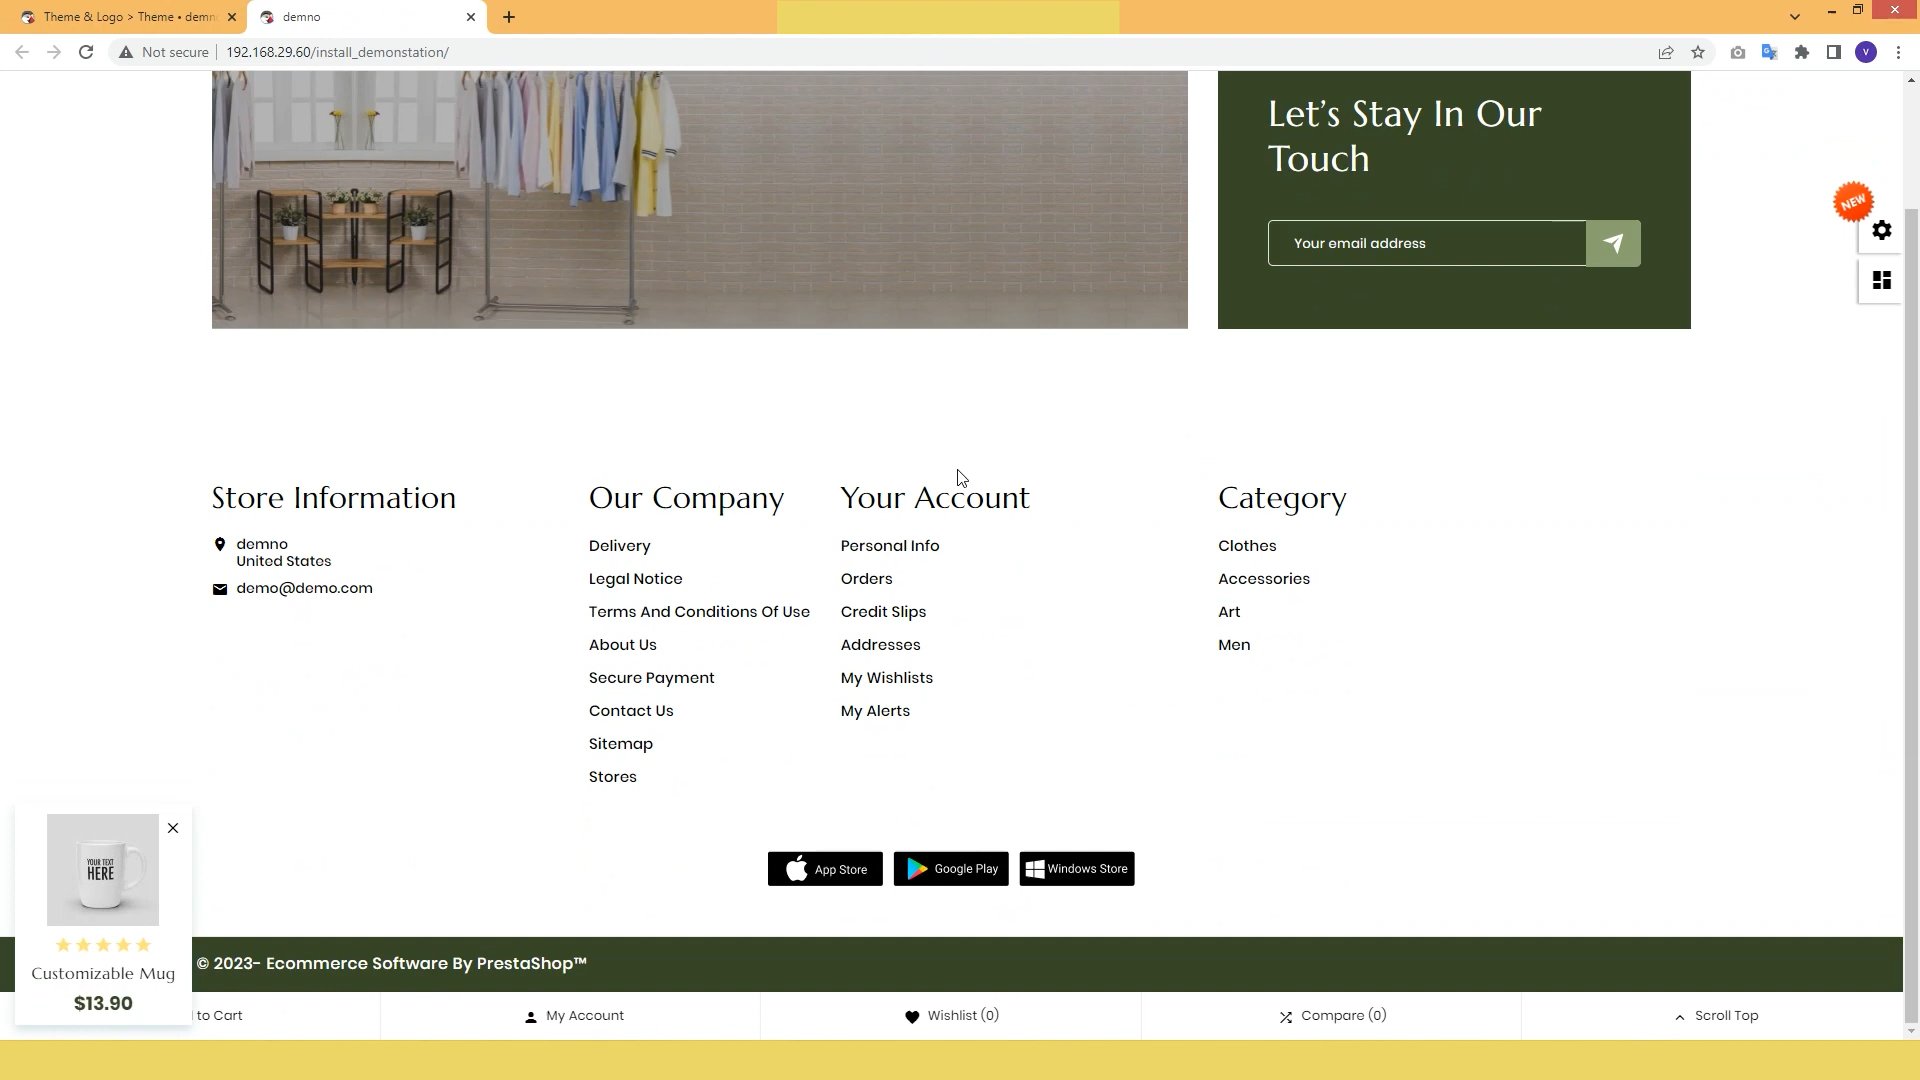 Theme & Logo > Theme • demn
demno
Not secure
192.168.29.60/install_demonstation/
V
Let's Stay In Our
Touch
NEW
Your email address
Store Information
demno
United States
demo@demo.com
Our Company
Delivery
Legal Notice
Terms And Conditions Of Use
About Us
Secure Payment
Contact Us
Sitemap
Stores
Your Account
Personal Info
Orders
Credit Slips
Addresses
My Wishlists
My Alerts
Category
Clothes
Accessories
Art
Men
App Store
Google Play
Windows Store
YOUR TEXT
HERE
Customizable Mug
$13.90
© 2023- Ecommerce Software By PrestaShop™
to Cart
My Account
Wishlist (0)
Compare (0)
Scroll Top